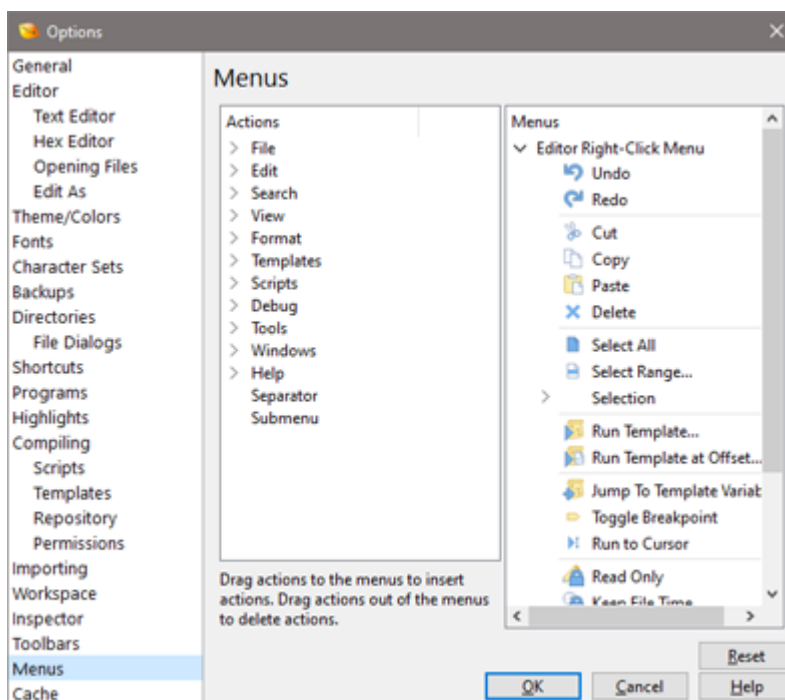 Options
General
Editor
Text Editor
Hex Editor
Opening Files
Edit As
Theme/Colors
Fonts
Character Sets
Backups
Directories
File Dialogs
Shortcuts
Programs
Highlights
Compiling
Scripts
Templates
Repository
Permissions
Importing
Workspace
Inspector
Toolbars
Menus
Cache
Menus
Actions
File
Edit
Search
View
Format
Templates
Scripts
Debug
Tools
Windows
Help
Separator
Submenu
Drag actions to the menus to insert
actions. Drag actions out of the menus
to delete actions.
Menus
Editor Right-Click Menu
Undo
Redo
Cut
Copy
Paste
Delete
Select All
Select Range...
Selection
Run Template...
Run Template at Offset...
Jump To Template Variab
Toggle Breakpoint
Run to Cursor
Read Only
Keep File Time
Reset
OK
Cancel
Help